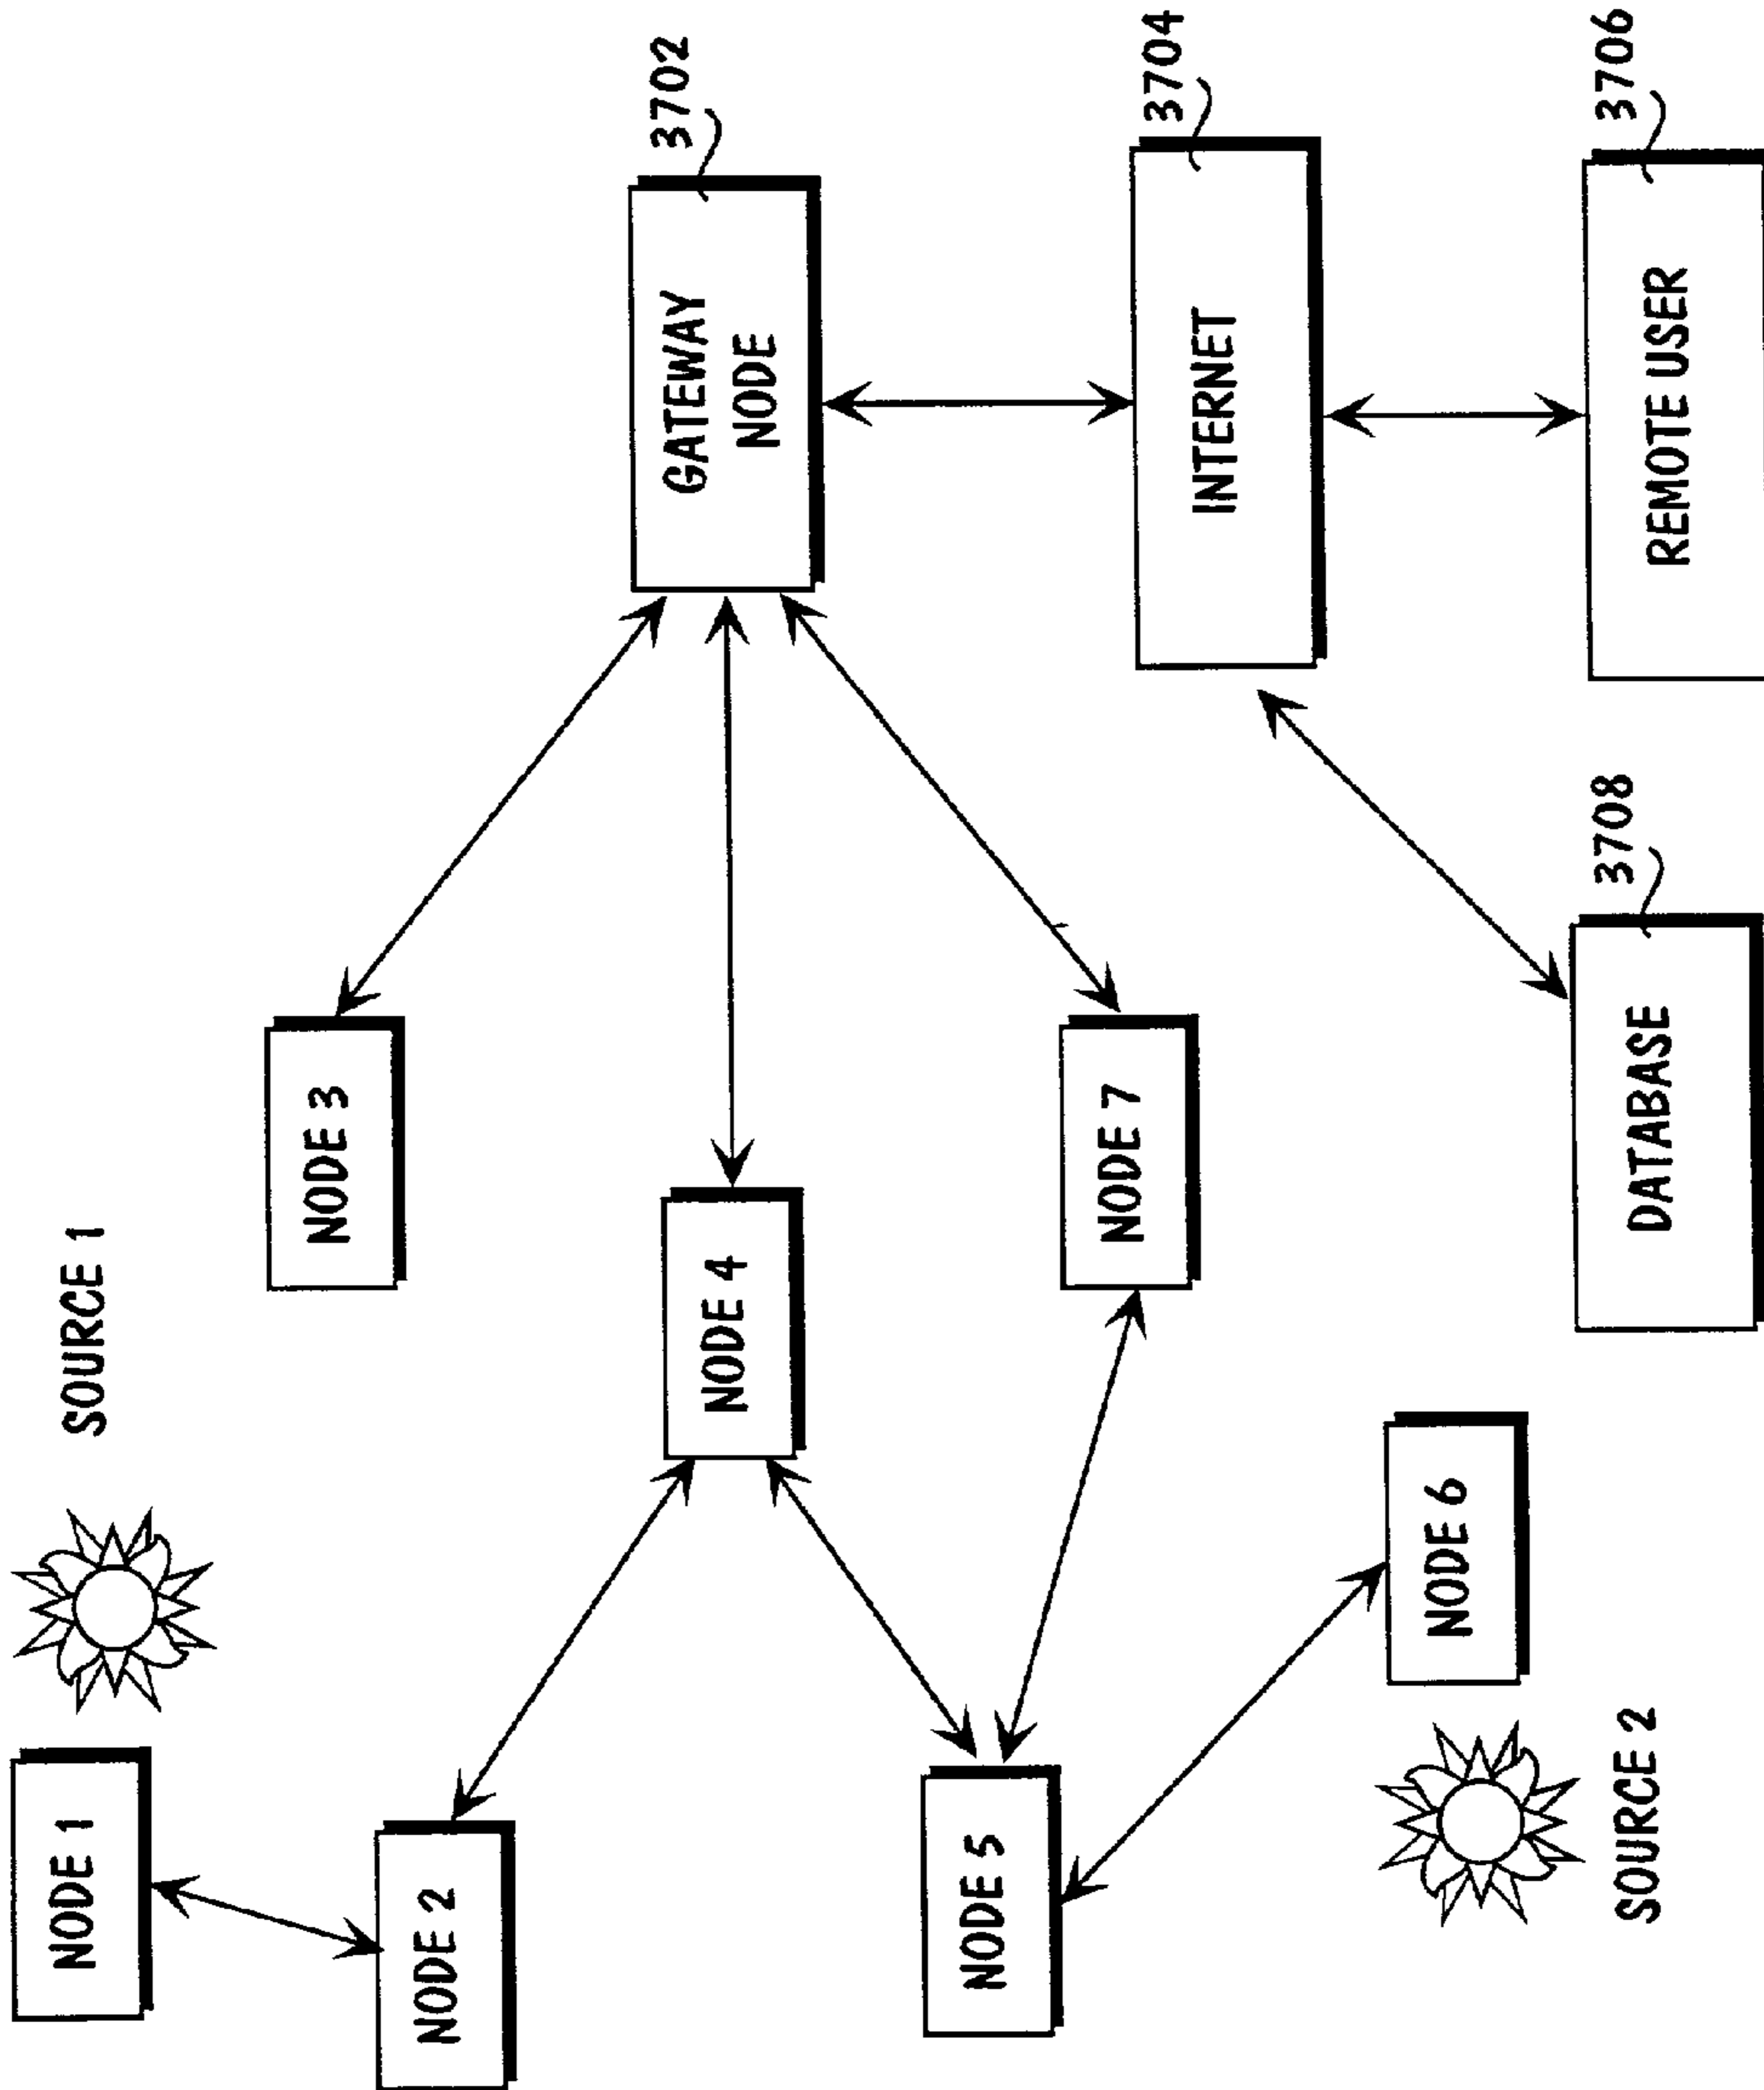 NODE 1
SOURCE 1
NODE 2
NODE 3
3702
GATEWAY
NODE
NODE 4
NODE 5
NODE 7
3704
INTERNET
NODE 6
SOURCE 2
3708
DATABASE
3706
REMOTE USER